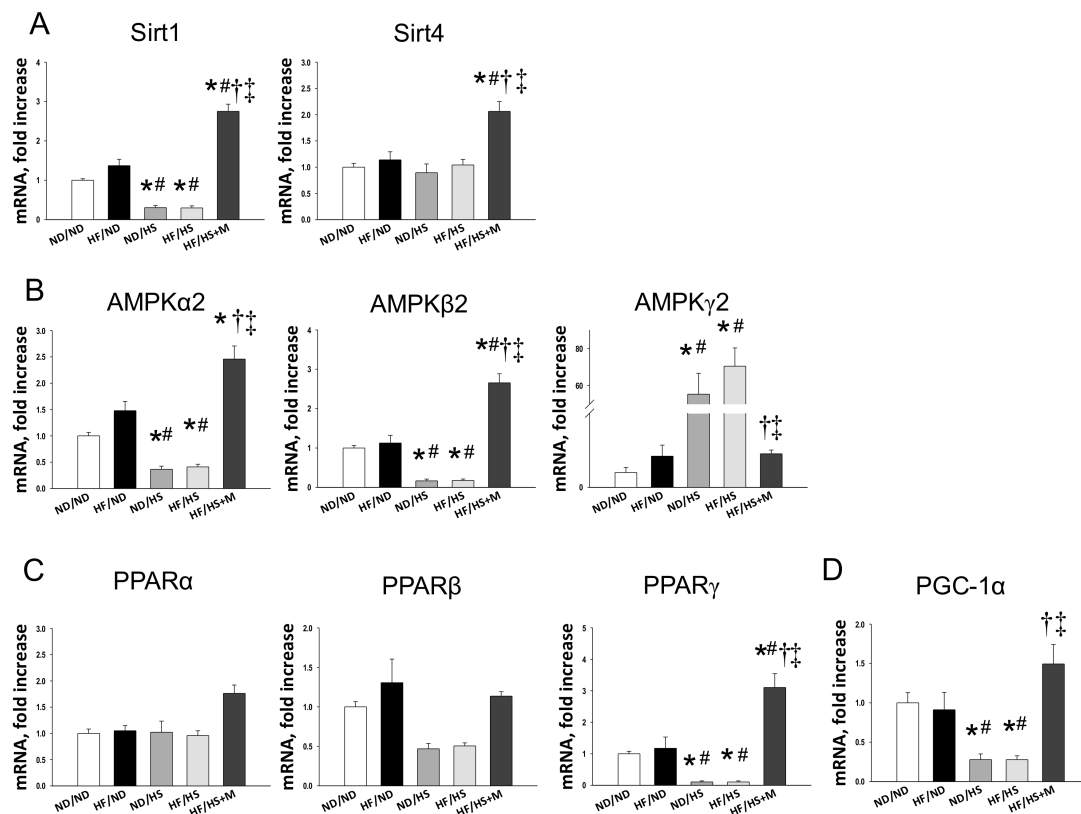 A
Sirt1
mRNA, fold increase
4
3
2
1
0
*# *# *#†‡
ND/ND HF/ND ND/HS HF/HS HF/HS+M
Sirt4
mRNA, fold increase
3.0
2.5
2.0
1.5
1.0
0.5
0.0
*#†‡
ND/ND HF/ND ND/HS HF/HS HF/HS+M
B
AMPKα2
mRNA, fold increase
3.0
2.5
2.0
1.5
1.0
0.5
0.0
*# *# *†‡
ND/ND HF/ND ND/HS HF/HS HF/HS+M
AMPKβ2
mRNA, fold increase
4
3
2
1
0
*# *# *#†‡
ND/ND HF/ND ND/HS HF/HS HF/HS+M
AMPKγ2
mRNA, fold increase
80
60
0
*# *# †‡
ND/ND HF/ND ND/HS HF/HS HF/HS+M
C
PPARα
mRNA, fold increase
3.0
2.5
2.0
1.5
1.0
0.5
0.0
ND/ND HF/ND ND/HS HF/HS HF/HS+M
PPARβ
mRNA, fold increase
2.0
1.5
1.0
0.5
0.0
ND/ND HF/ND ND/HS HF/HS HF/HS+M
PPARγ
mRNA, fold increase
5
4
3
2
1
0
*# *# *#†‡
ND/ND HF/ND ND/HS HF/HS HF/HS+M
D
PGC-1α
mRNA, fold increase
2.0
1.5
1.0
0.5
0.0
*# *# †‡
ND/ND HF/ND ND/HS HF/HS HF/HS+M